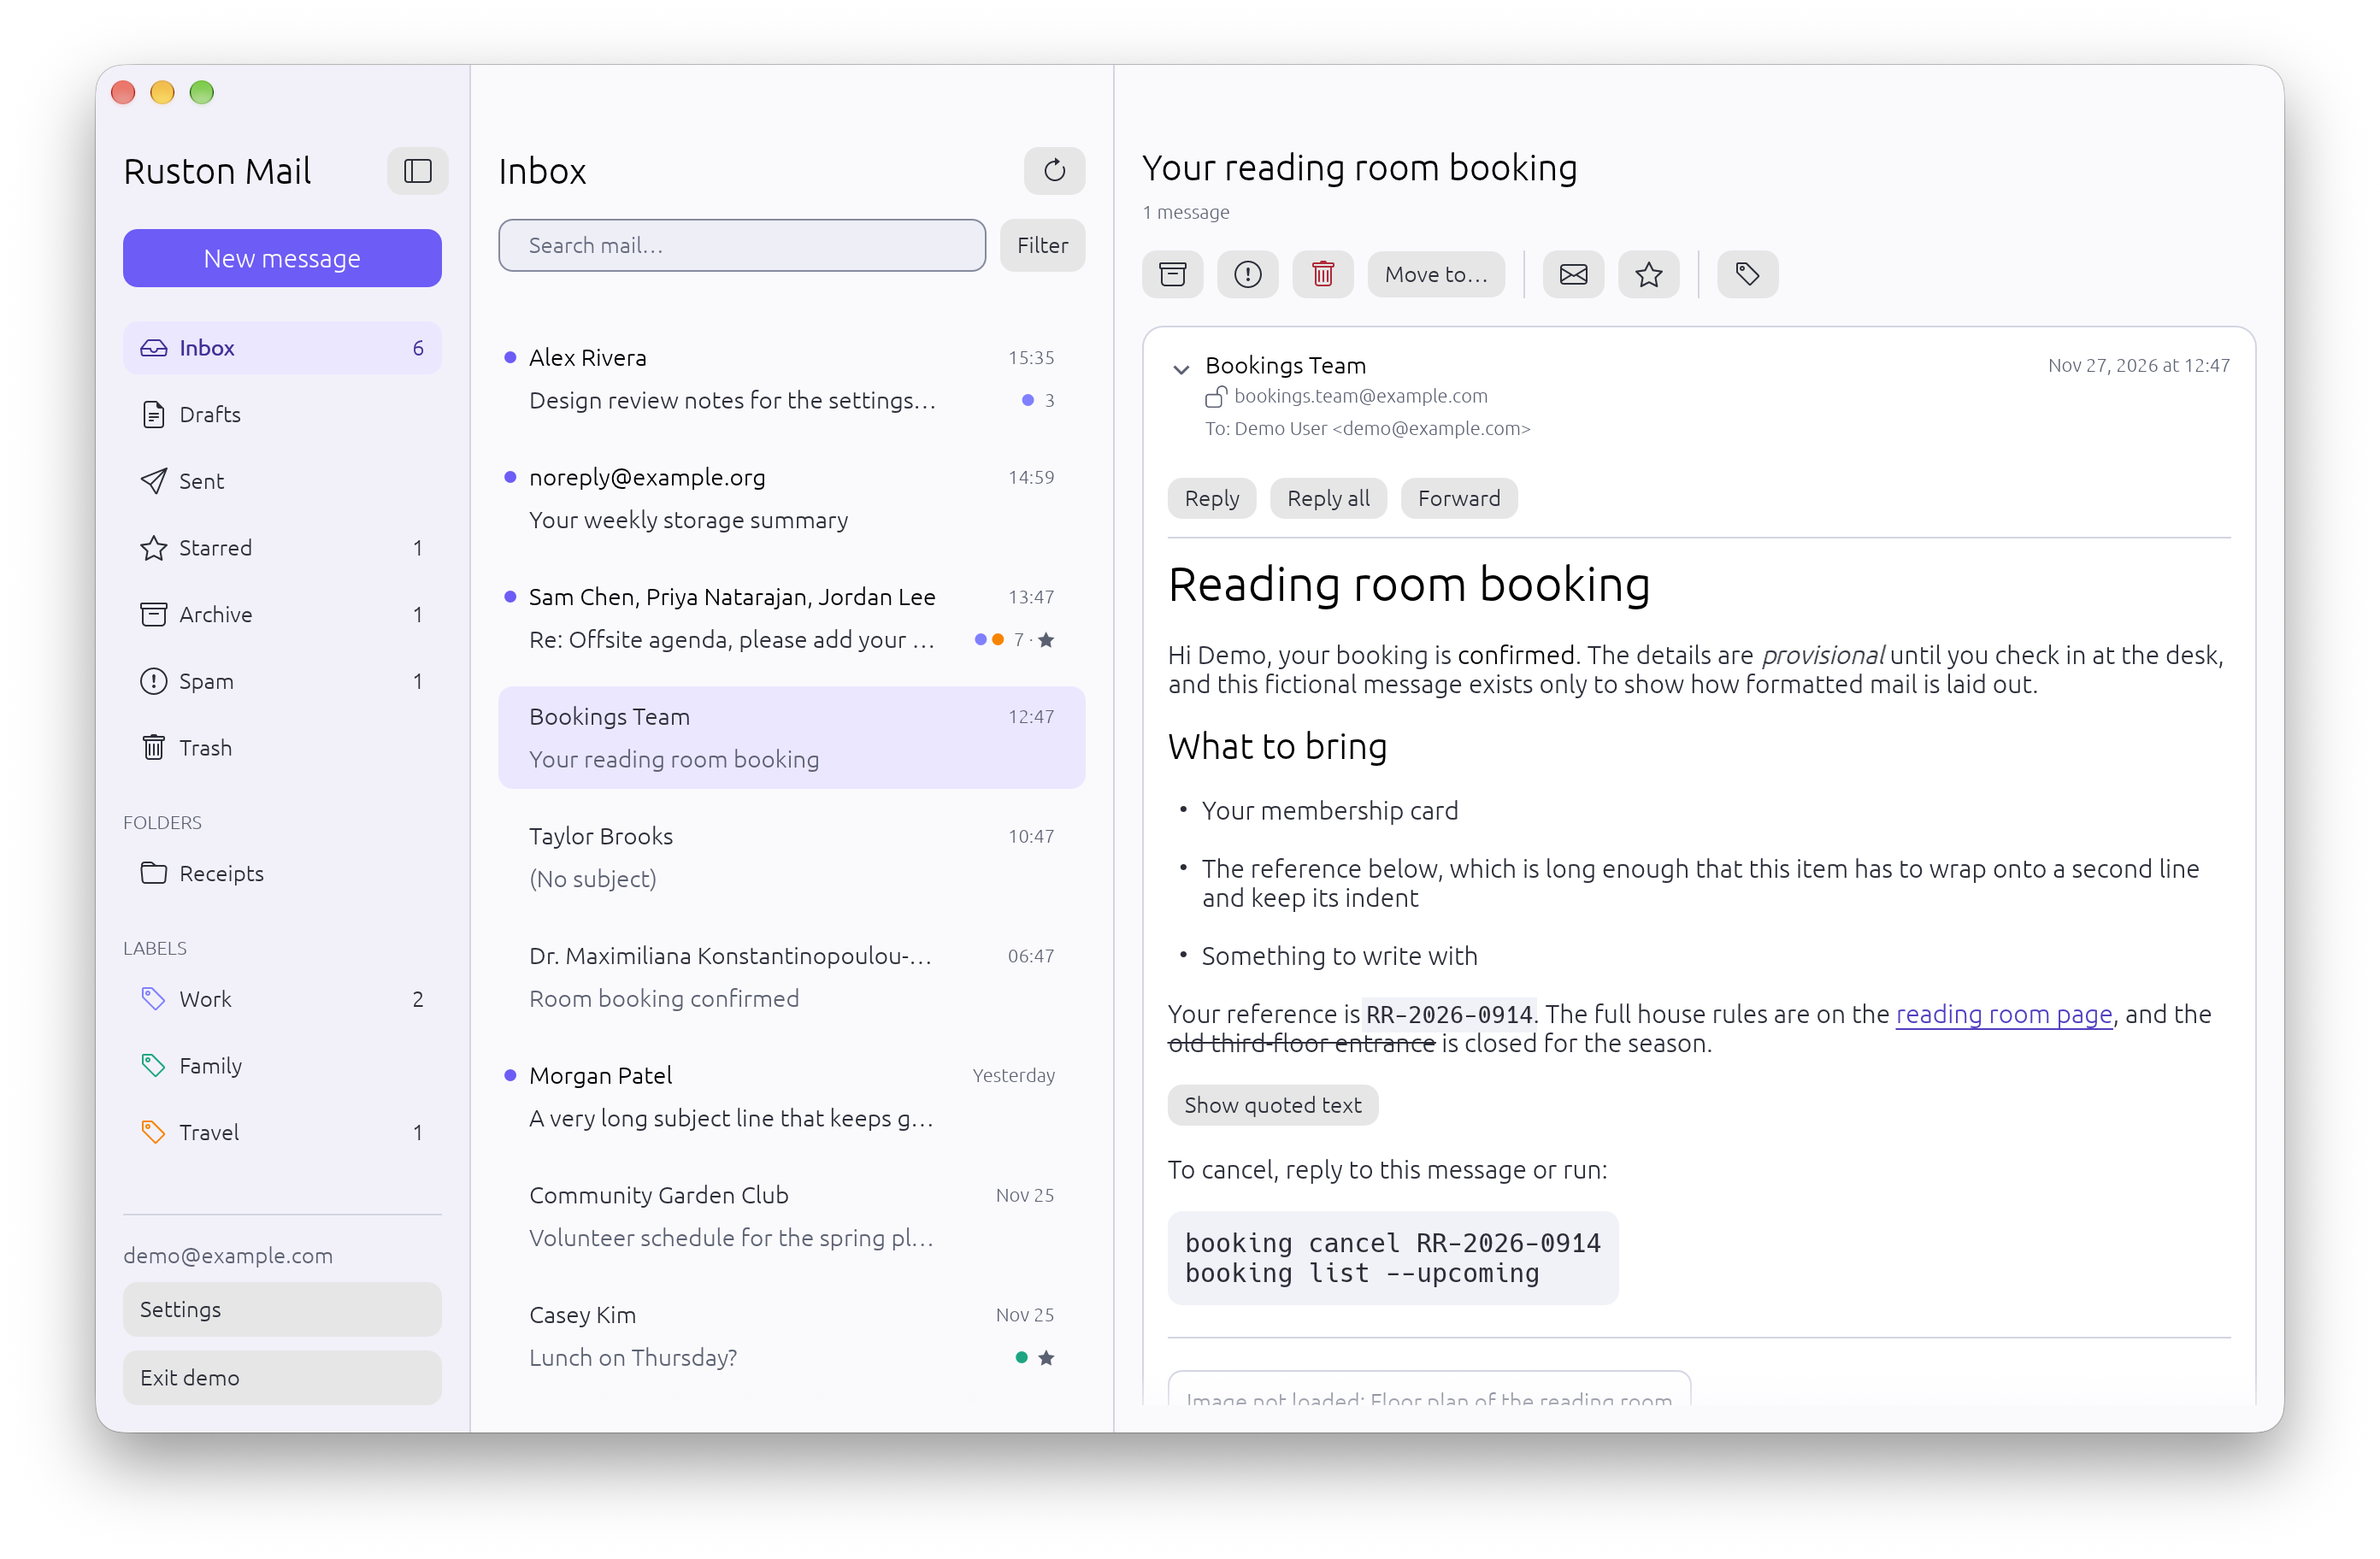 Ruston Mail
New message
Inbox 6
Drafts
Sent
Starred 1
Archive 1
Spam 1
Trash
FOLDERS
Receipts
LABELS
Work 2
Family
Travel 1
demo@example.com
Settings
Exit demo
Inbox
Search mail…
Filter
Alex Rivera 15:35
Design review notes for the settings… 3
noreply@example.org 14:59
Your weekly storage summary
Sam Chen, Priya Natarajan, Jordan Lee 13:47
Re: Offsite agenda, please add your … 7 · ★
Bookings Team 12:47
Your reading room booking
Taylor Brooks 10:47
(No subject)
Dr. Maximiliana Konstantinopoulou-… 06:47
Room booking confirmed
Morgan Patel Yesterday
A very long subject line that keeps g…
Community Garden Club Nov 25
Volunteer schedule for the spring pl…
Casey Kim Nov 25
Lunch on Thursday? ★
Your reading room booking
1 message
Move to…
Bookings Team Nov 27, 2026 at 12:47
bookings.team@example.com
To: Demo User <demo@example.com>
Reply Reply all Forward
Reading room booking
Hi Demo, your booking is confirmed. The details are provisional until you check in at the desk,
and this fictional message exists only to show how formatted mail is laid out.
What to bring
• Your membership card
• The reference below, which is long enough that this item has to wrap onto a second line
and keep its indent
• Something to write with
Your reference is RR-2026-0914. The full house rules are on the reading room page, and the
old third-floor entrance is closed for the season.
Show quoted text
To cancel, reply to this message or run:
booking cancel RR-2026-0914
booking list --upcoming
Image not loaded: Floor plan of the reading room